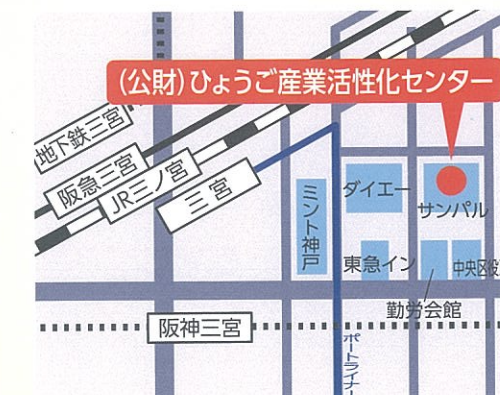 (公財)ひょうご産業活性化センター
地下鉄三宮
阪急三宮
JR三ノ宮
三宮
ミント神戸
ダイエー
サンパル
東急イン
中央区役
勤労会館
阪神三宮
ポートライナー